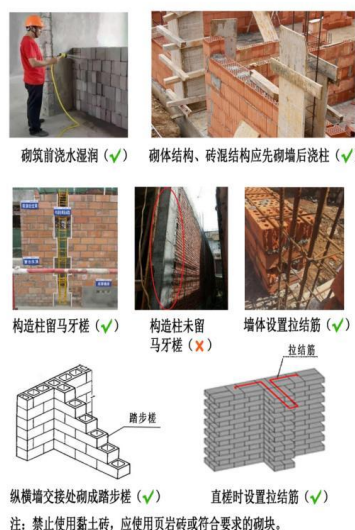 砌筑前浇水湿润（✓）
砌体结构、砖混结构应先砌墙后浇柱（✓）
构造柱留马牙槎（✓）
构造柱未留
马牙槎（×）
墙体设置拉结筋（✓）
拉结筋
踏步槎
纵横墙交接处砌成踏步槎（✓）
直槎时设置拉结筋（✓）
注：禁止使用黏土砖，应使用页岩砖或符合要求的砌块。